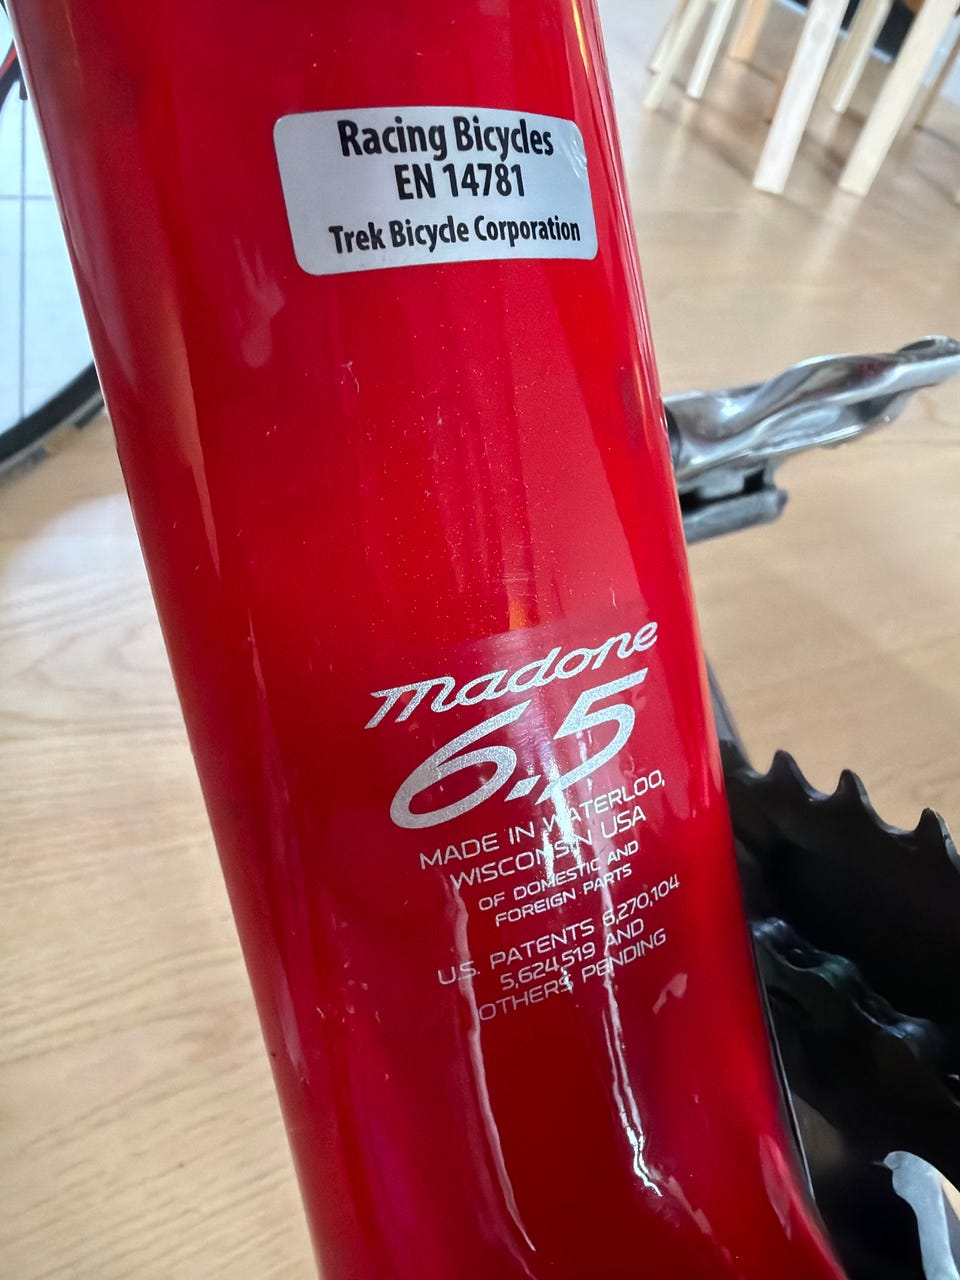 Racing Bicycles
EN 14781
Trek Bicycle Corporation
madone
6.5
MADE IN WATERLOO,
WISCONSIN USA
OF DOMESTIC AND
FOREIGN PARTS
U.S. PATENTS 6,270,104
5,624,519 AND
OTHERS PENDING